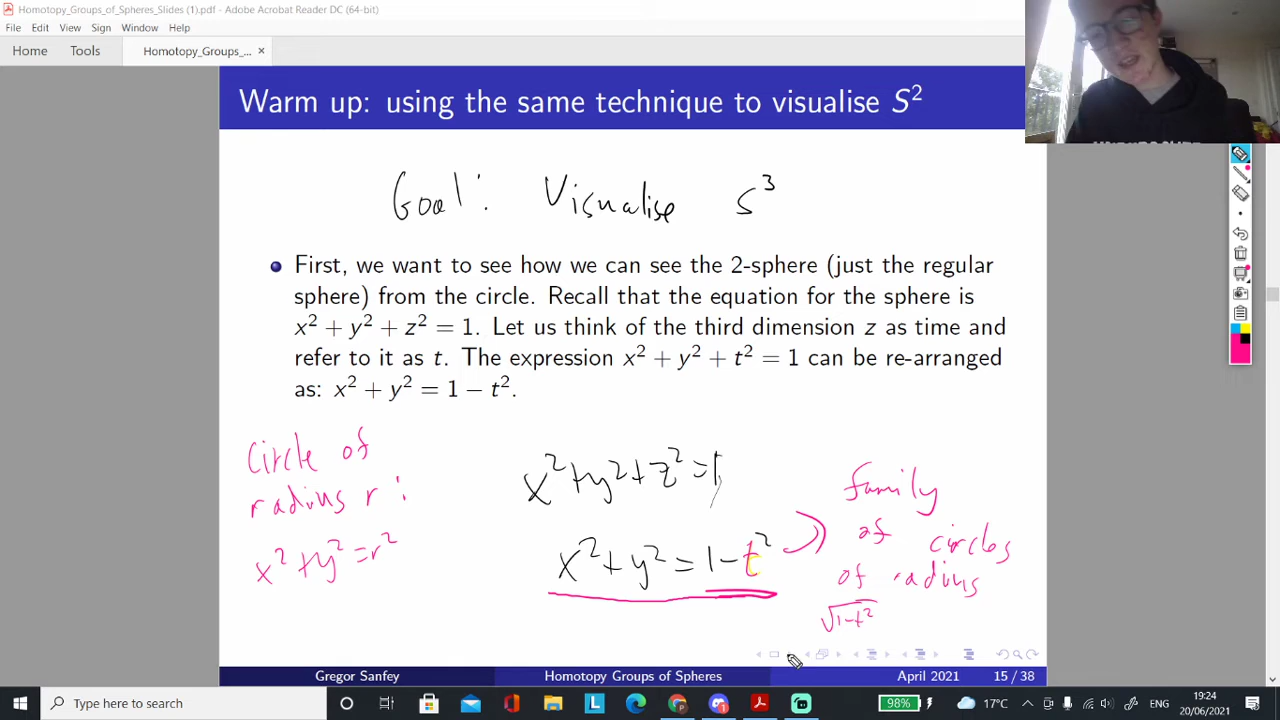 Homotopy_Groups_of_Spheres_Slides (1).pdf - Adobe Acrobat Reader DC (64-bit)
File Edit View Sign Window Help
Home Tools Homotopy_Groups_... ×
Warm up: using the same technique to visualise S²
Goal: Visualise S³
First, we want to see how we can see the 2-sphere (just the regular
sphere) from the circle. Recall that the equation for the sphere is
x² + y² + z² = 1. Let us think of the third dimension z as time and
refer to it as t. The expression x² + y² + t² = 1 can be re-arranged
as: x² + y² = 1 − t².
Circle of
radius r :
x²+y²=r²
x²+y²+z²=1
x²+y²=1-t²
family
of circles
of radius
√1-t²
Gregor Sanfey Homotopy Groups of Spheres April 2021 15 / 38
Type here to search
98% 17°C ENG 19:24
20/06/2021